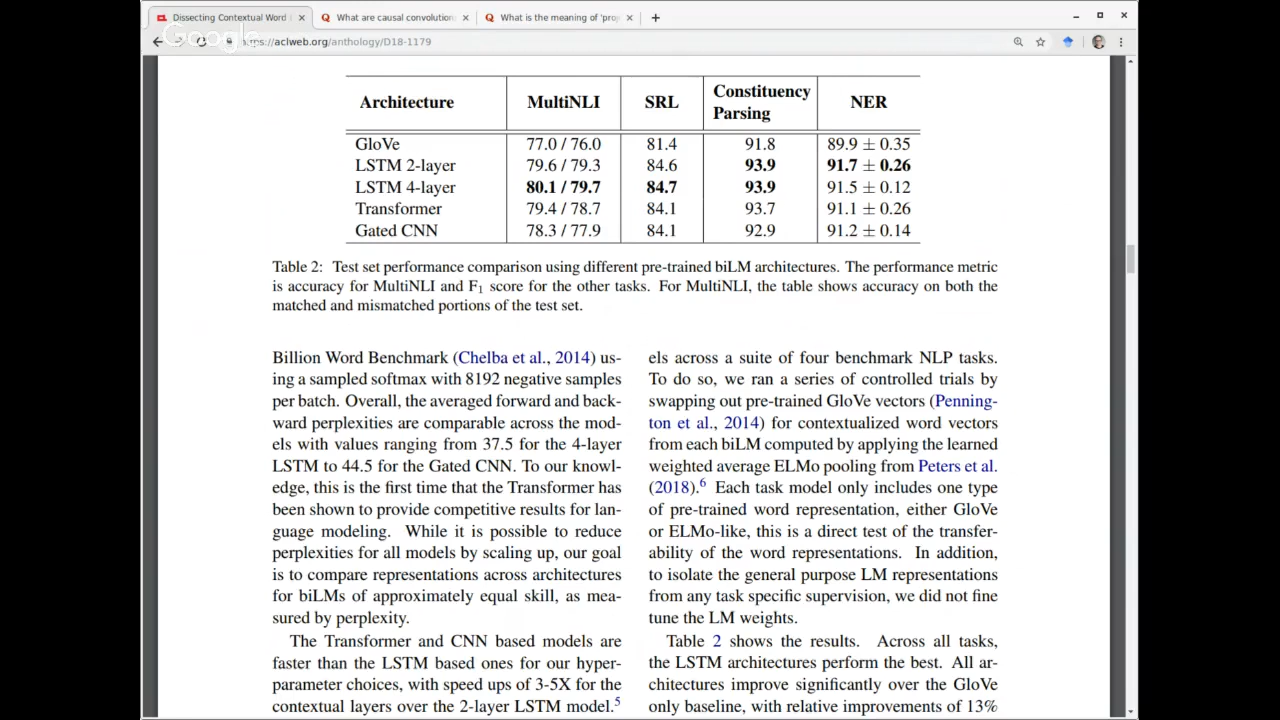 Dissecting Contextual Word
What are causal convolution
What is the meaning of 'pro
Google
https://aclweb.org/anthology/D18-1179
Architecture MultiNLI SRL Constituency Parsing NER
GloVe 77.0 / 76.0 81.4 91.8 89.9 ± 0.35
LSTM 2-layer 79.6 / 79.3 84.6 93.9 91.7 ± 0.26
LSTM 4-layer 80.1 / 79.7 84.7 93.9 91.5 ± 0.12
Transformer 79.4 / 78.7 84.1 93.7 91.1 ± 0.26
Gated CNN 78.3 / 77.9 84.1 92.9 91.2 ± 0.14
Table 2: Test set performance comparison using different pre-trained biLM architectures. The performance metric
is accuracy for MultiNLI and F1 score for the other tasks. For MultiNLI, the table shows accuracy on both the
matched and mismatched portions of the test set.
Billion Word Benchmark (Chelba et al., 2014) us-
ing a sampled softmax with 8192 negative samples
per batch. Overall, the averaged forward and back-
ward perplexities are comparable across the mod-
els with values ranging from 37.5 for the 4-layer
LSTM to 44.5 for the Gated CNN. To our knowl-
edge, this is the first time that the Transformer has
been shown to provide competitive results for lan-
guage modeling. While it is possible to reduce
perplexities for all models by scaling up, our goal
is to compare representations across architectures
for biLMs of approximately equal skill, as mea-
sured by perplexity.
The Transformer and CNN based models are
faster than the LSTM based ones for our hyper-
parameter choices, with speed ups of 3-5X for the
contextual layers over the 2-layer LSTM model.5
els across a suite of four benchmark NLP tasks.
To do so, we ran a series of controlled trials by
swapping out pre-trained GloVe vectors (Penning-
ton et al., 2014) for contextualized word vectors
from each biLM computed by applying the learned
weighted average ELMo pooling from Peters et al.
(2018).6 Each task model only includes one type
of pre-trained word representation, either GloVe
or ELMo-like, this is a direct test of the transfer-
ability of the word representations. In addition,
to isolate the general purpose LM representations
from any task specific supervision, we did not fine
tune the LM weights.
Table 2 shows the results. Across all tasks,
the LSTM architectures perform the best. All ar-
chitectures improve significantly over the GloVe
only baseline, with relative improvements of 13%